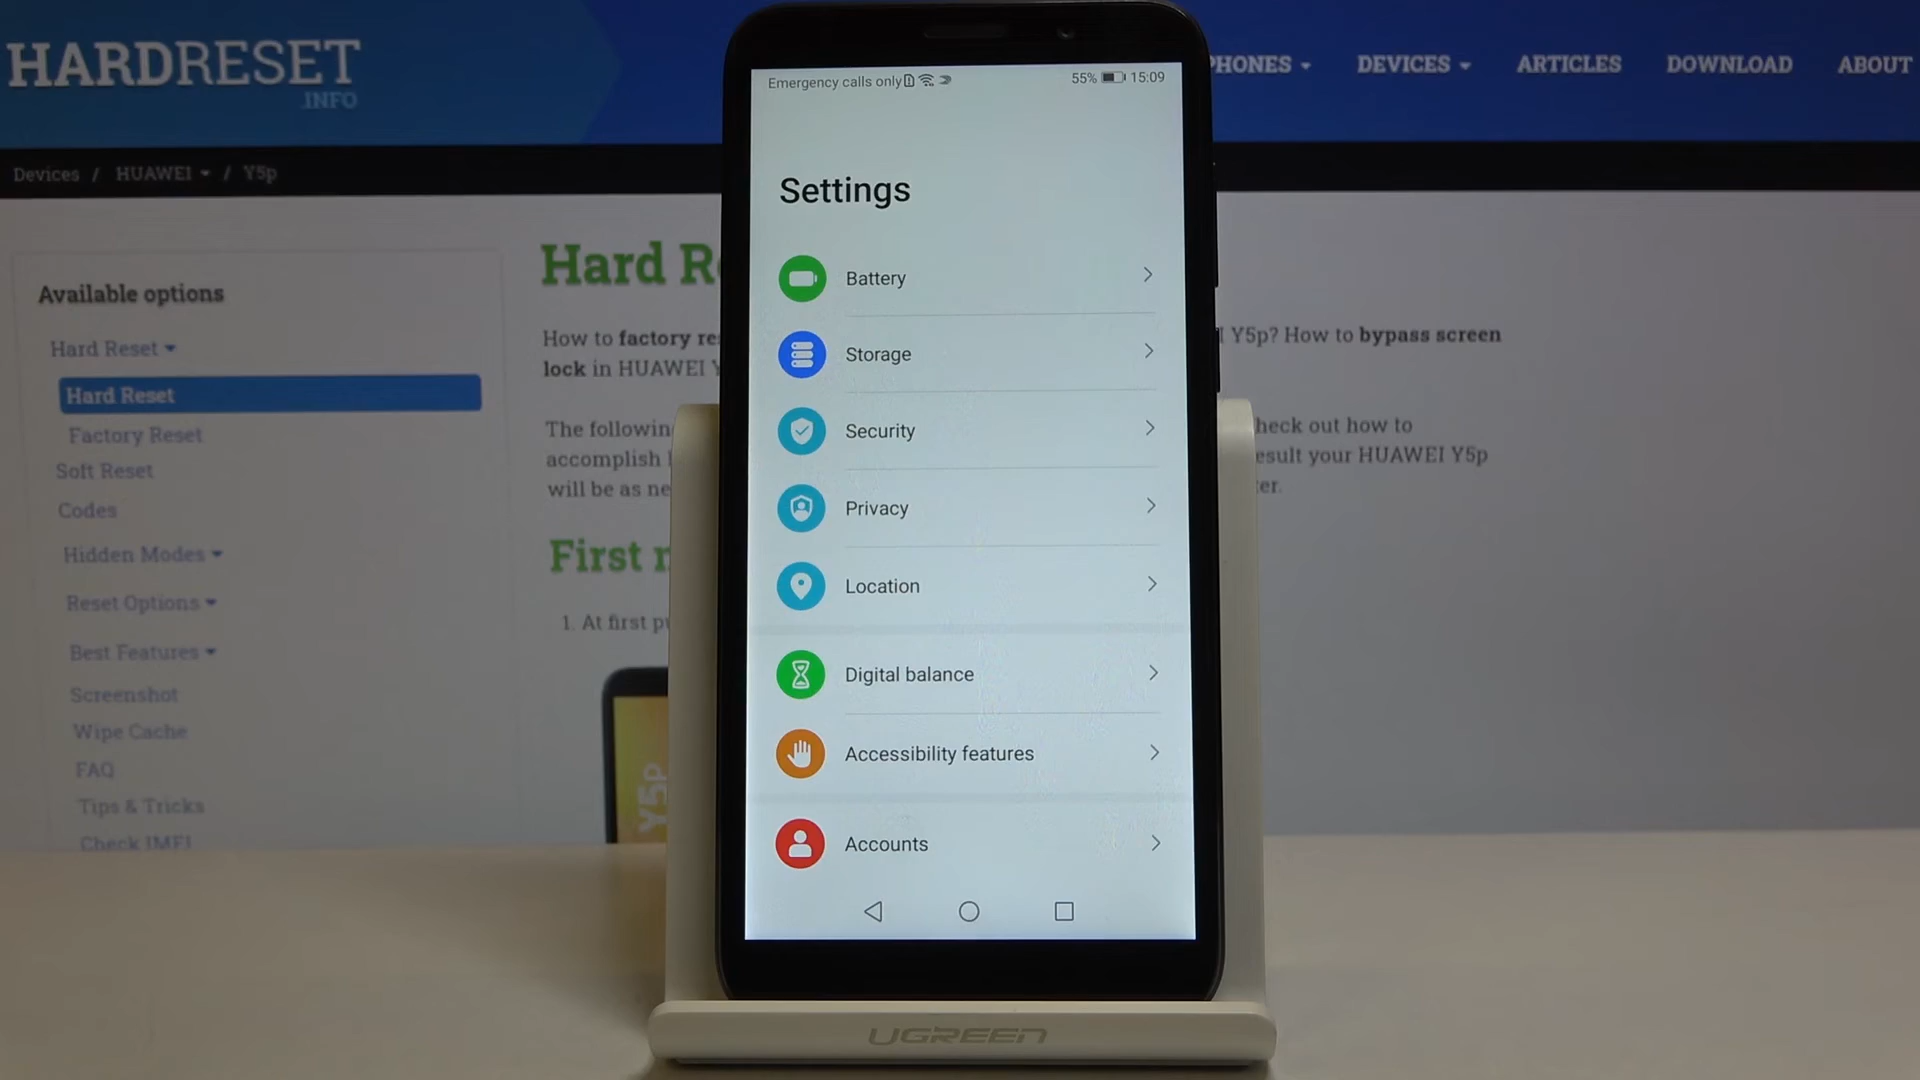 HARDRESET
.INFO
PHONES
DEVICES
ARTICLES
DOWNLOAD
ABOUT
Devices / HUAWEI / Y5p
Available options
Hard Reset
Hard Reset
Factory Reset
Soft Reset
Codes
Hidden Modes
Reset Options
Best Features
Screenshot
Wipe Cache
FAQ
Tips & Tricks
Check IMEI
Hard R
How to factory re
lock in HUAWEI Y
The followin
accomplish
will be as ne
First
1. At first
Y5p
Y5p? How to bypass screen
heck out how to
esult your HUAWEI Y5p
er.
Emergency calls only
55% 15:09
Settings
Battery
Storage
Security
Privacy
Location
Digital balance
Accessibility features
Accounts
UGREEN